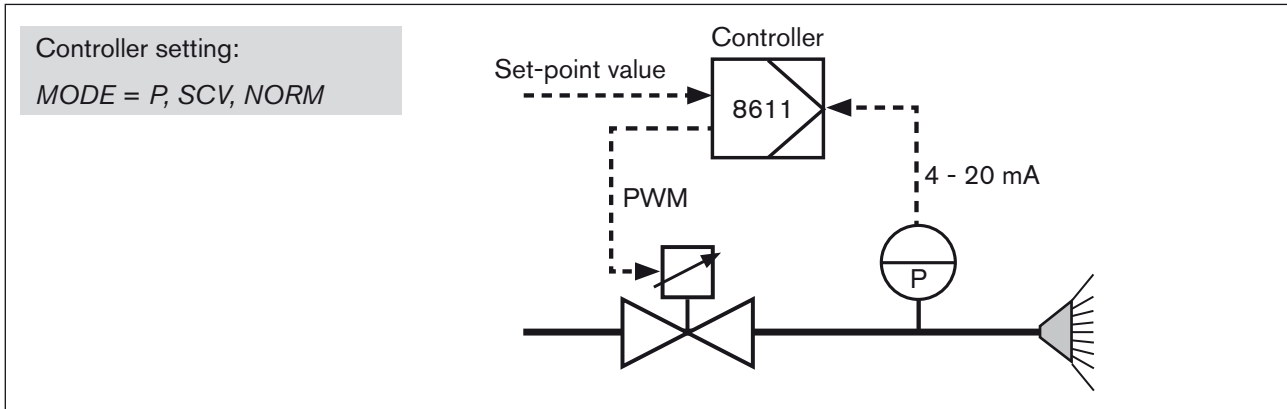 Controller setting:
MODE = P, SCV, NORM
Controller
Set-point value
8611
4 - 20 mA
PWM
P